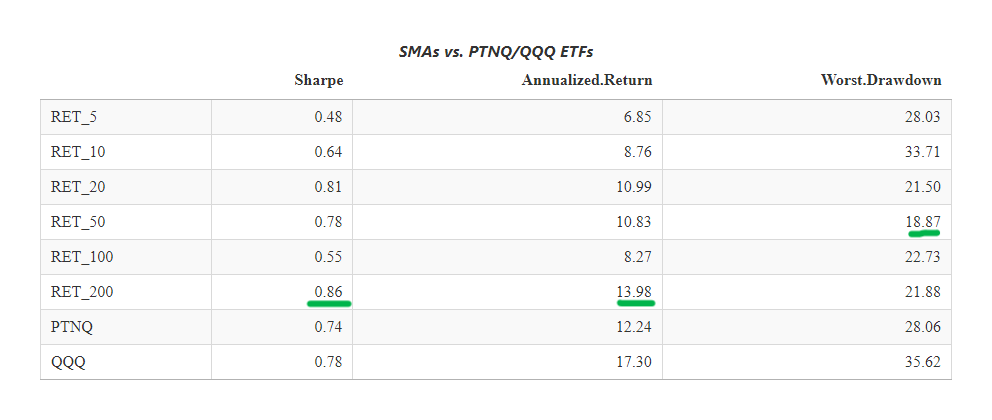 SMAs vs. PTNQ/QQQ ETFs
Sharpe Annualized.Return Worst.Drawdown
RET_5 0.48 6.85 28.03
RET_10 0.64 8.76 33.71
RET_20 0.81 10.99 21.50
RET_50 0.78 10.83 18.87
RET_100 0.55 8.27 22.73
RET_200 0.86 13.98 21.88
PTNQ 0.74 12.24 28.06
QQQ 0.78 17.30 35.62